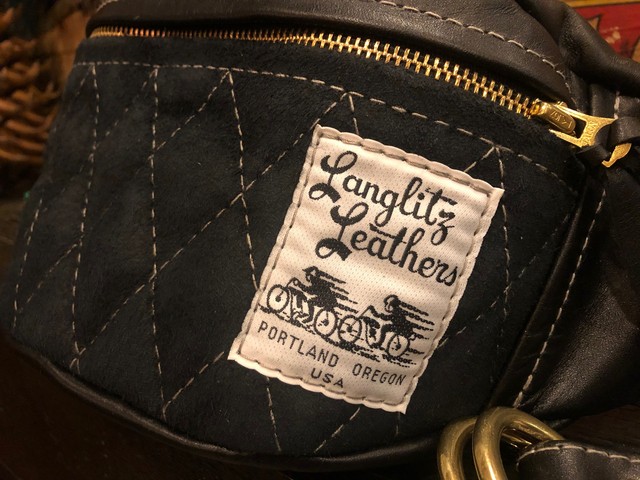 Langlitz
Leathers
PORTLAND OREGON
USA